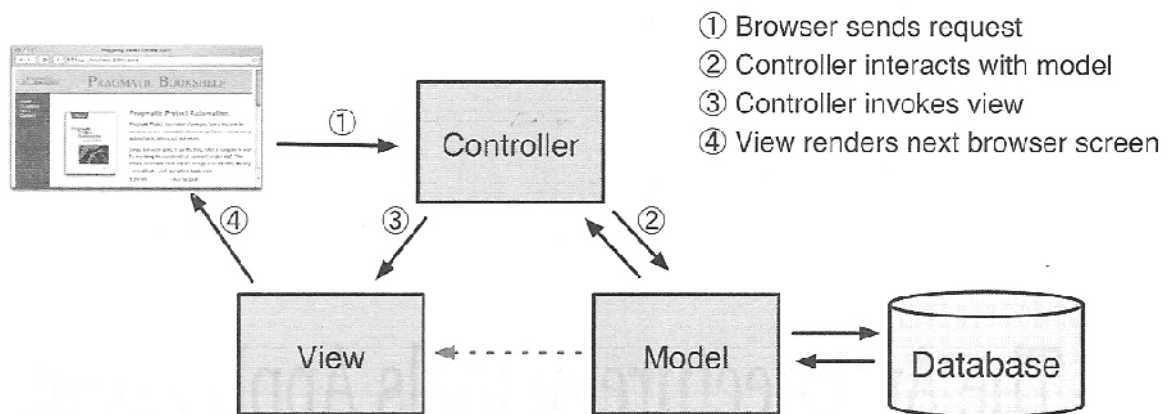 ① Browser sends request
② Controller interacts with model
③ Controller invokes view
④ View renders next browser screen
PRAGMATIC BOOKSHELF
Pragmatic Project Automation
①
Controller
④
③
②
View
Model
Database